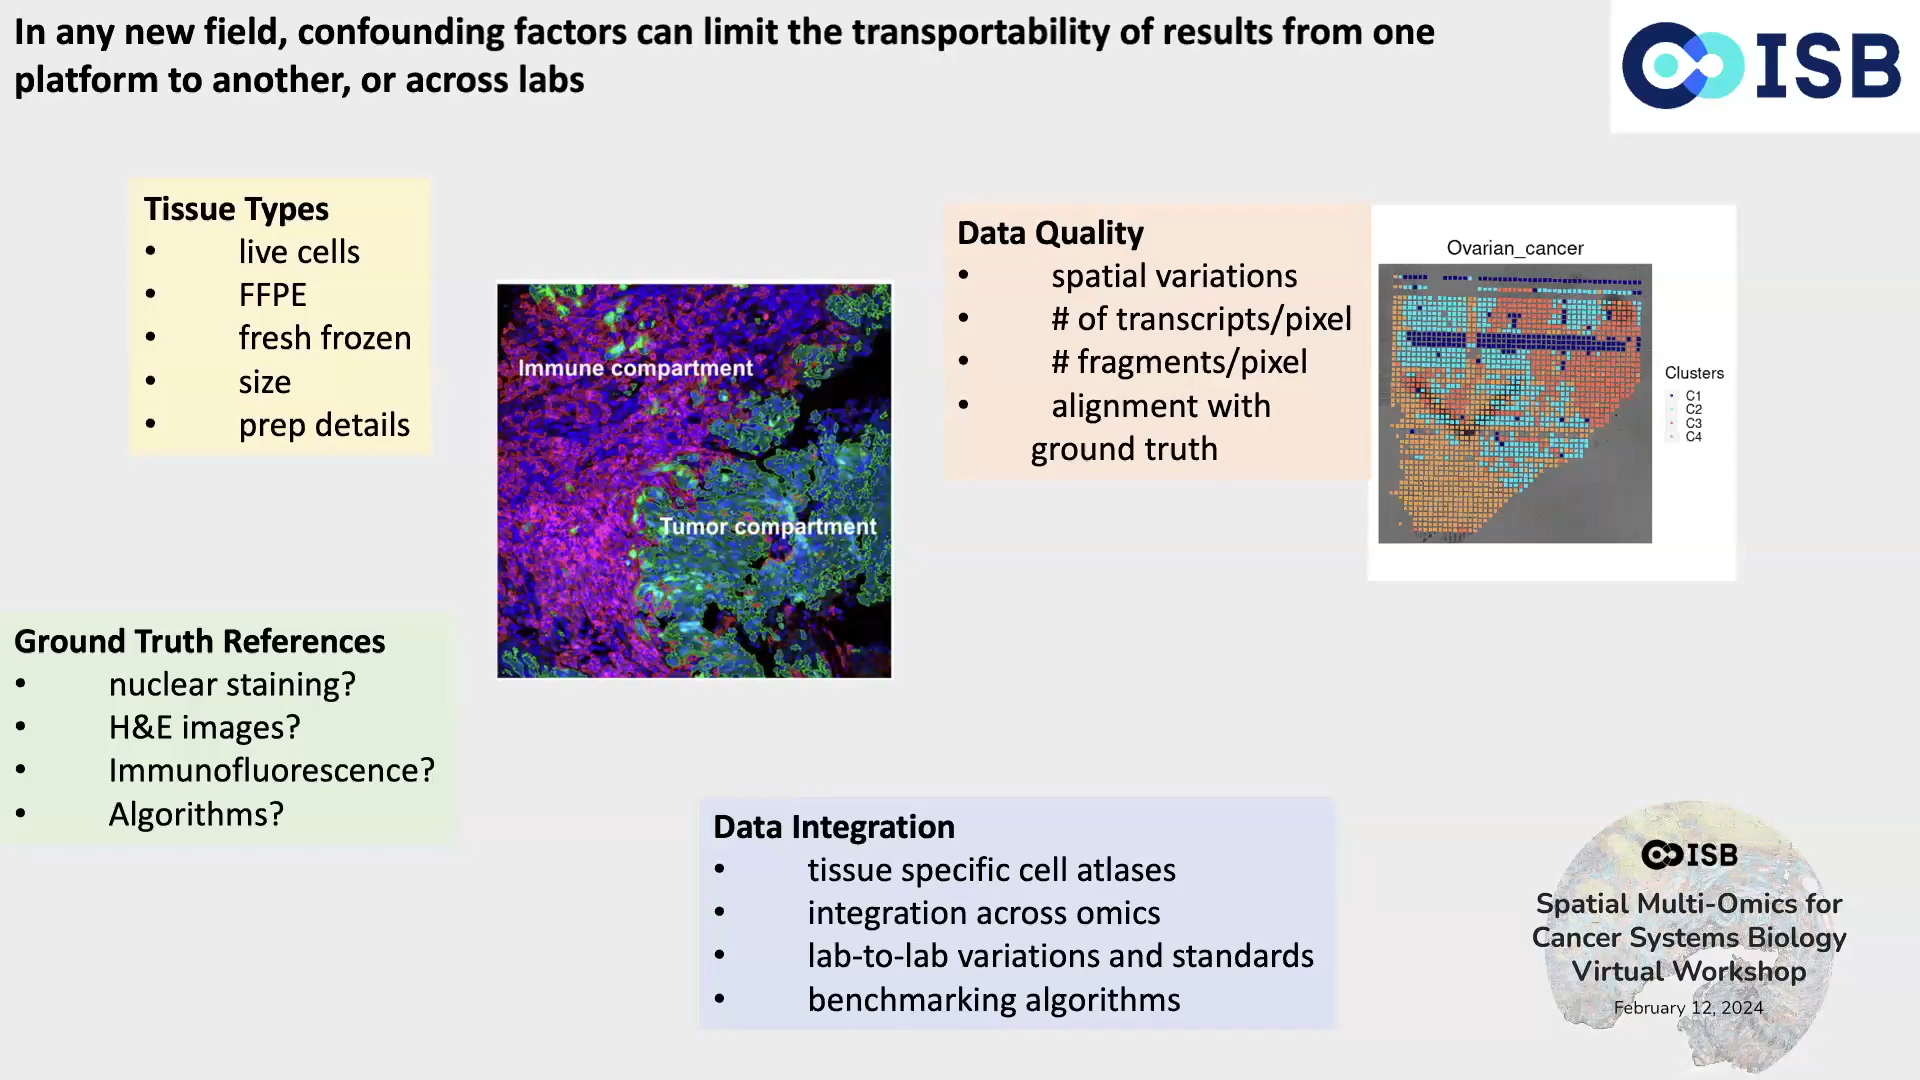 In any new field, confounding factors can limit the transportability of results from one
platform to another, or across labs
ISB
Tissue Types
• live cells
• FFPE
• fresh frozen
• size
• prep details
Immune compartment
Tumor compartment
Data Quality
• spatial variations
• # of transcripts/pixel
• # fragments/pixel
• alignment with
ground truth
Ovarian_cancer
Clusters
C1
C2
C3
C4
Ground Truth References
• nuclear staining?
• H&E images?
• Immunofluorescence?
• Algorithms?
Data Integration
• tissue specific cell atlases
• integration across omics
• lab-to-lab variations and standards
• benchmarking algorithms
ISB
Spatial Multi-Omics for
Cancer Systems Biology
Virtual Workshop
February 12, 2024